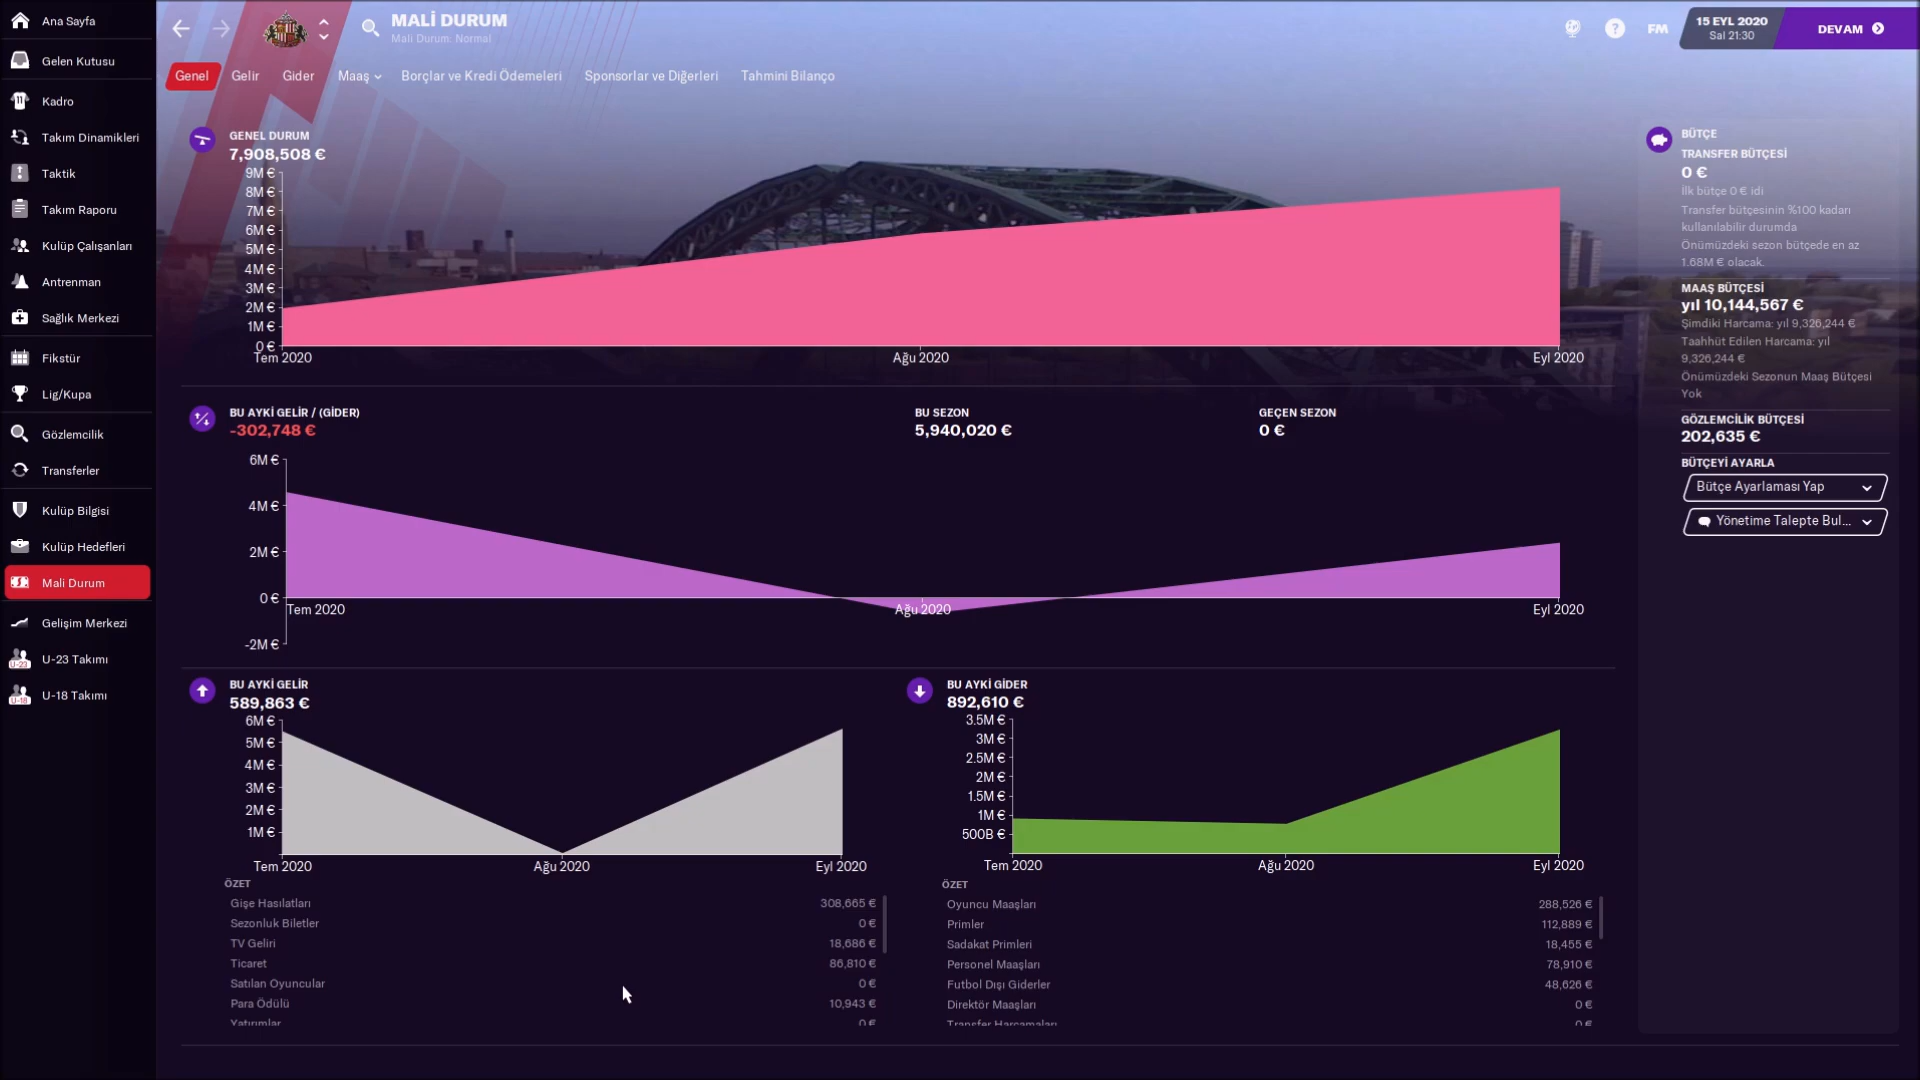 Ana Sayfa
Gelen Kutusu
Kadro
Takım Dinamikleri
Taktik
Takım Raporu
Kulüp Çalışanları
Antrenman
Sağlık Merkezi
Fikstür
Lig/Kupa
Gözlemcilik
Transferler
Kulüp Bilgisi
Kulüp Hedefleri
Mali Durum
Gelişim Merkezi
U-23 Takımı
U-18 Takımı
MALİ DURUM
Mali Durum: Normal
FM
15 EYL 2020
Sal 21:30
DEVAM
Genel
Gelir
Gider
Maaş
Borçlar ve Kredi Ödemeleri
Sponsorlar ve Diğerleri
Tahmini Bilanço
GENEL DURUM
7,908,508 €
9M €
8M €
7M €
6M €
5M €
4M €
3M €
2M €
1M €
0 €
Tem 2020
Ağu 2020
Eyl 2020
BU AYKİ GELİR / (GİDER)
-302,748 €
BU SEZON
5,940,020 €
GEÇEN SEZON
0 €
6M €
4M €
2M €
0 €
-2M €
Tem 2020
Ağu 2020
Eyl 2020
BU AYKİ GELİR
589,863 €
6M €
5M €
4M €
3M €
2M €
1M €
Tem 2020
Ağu 2020
Eyl 2020
ÖZET
Gişe Hasılatları 308,665 €
Sezonluk Biletler 0 €
TV Geliri 18,686 €
Ticaret 86,810 €
Satılan Oyuncular 0 €
Para Ödülü 10,943 €
Yatırımlar 0 €
BU AYKİ GİDER
892,610 €
3.5M €
3M €
2.5M €
2M €
1.5M €
1M €
500B €
Tem 2020
Ağu 2020
Eyl 2020
ÖZET
Oyuncu Maaşları 288,526 €
Primler 112,889 €
Sadakat Primleri 18,455 €
Personel Maaşları 78,910 €
Futbol Dışı Giderler 48,626 €
Direktör Maaşları 0 €
Transfer Harcamaları 0 €
BÜTÇE
TRANSFER BÜTÇESİ
0 €
İlk bütçe 0 € idi
Transfer bütçesinin %100 kadarı
kullanılabilir durumda
Önümüzdeki sezon bütçede en az
1.68M € olacak.
MAAŞ BÜTÇESİ
yıl 10,144,567 €
Şimdiki Harcama: yıl 9,326,244 €
Taahhüt Edilen Harcama: yıl
9,326,244 €
Önümüzdeki Sezonun Maaş Bütçesi
Yok
GÖZLEMCİLİK BÜTÇESİ
202,635 €
BÜTÇEYİ AYARLA
Bütçe Ayarlaması Yap
Yönetime Talepte Bul...